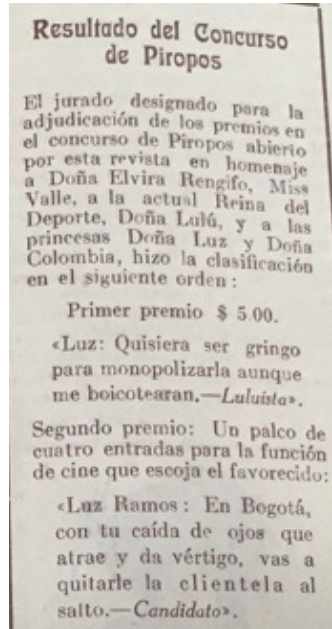 Resultado del Concurso
de Piropos
El jurado designado para la
adjudicación de los premios en
el concurso de Piropos abierto
por esta revista en homenaje
a Doña Elvira Rengifo, Miss
Valle, a la actual Reina del
Deporte, Doña Lulú, y a las
princesas Doña Luz y Doña
Colombia, hizo la clasificación
en el siguiente orden:
Primer premio $ 5.00.
«Luz: Quisiera ser gringo
para monopolizarla aunque
me boicotearan.—Luluista».
Segundo premio: Un palco de
cuatro entradas para la función
de cine que escoja el favorecido:
«Luz Ramos: En Bogotá,
con tu caída de ojos que
atrae y da vértigo, vas a
quitarle la clientela al
salto.—Candidato».